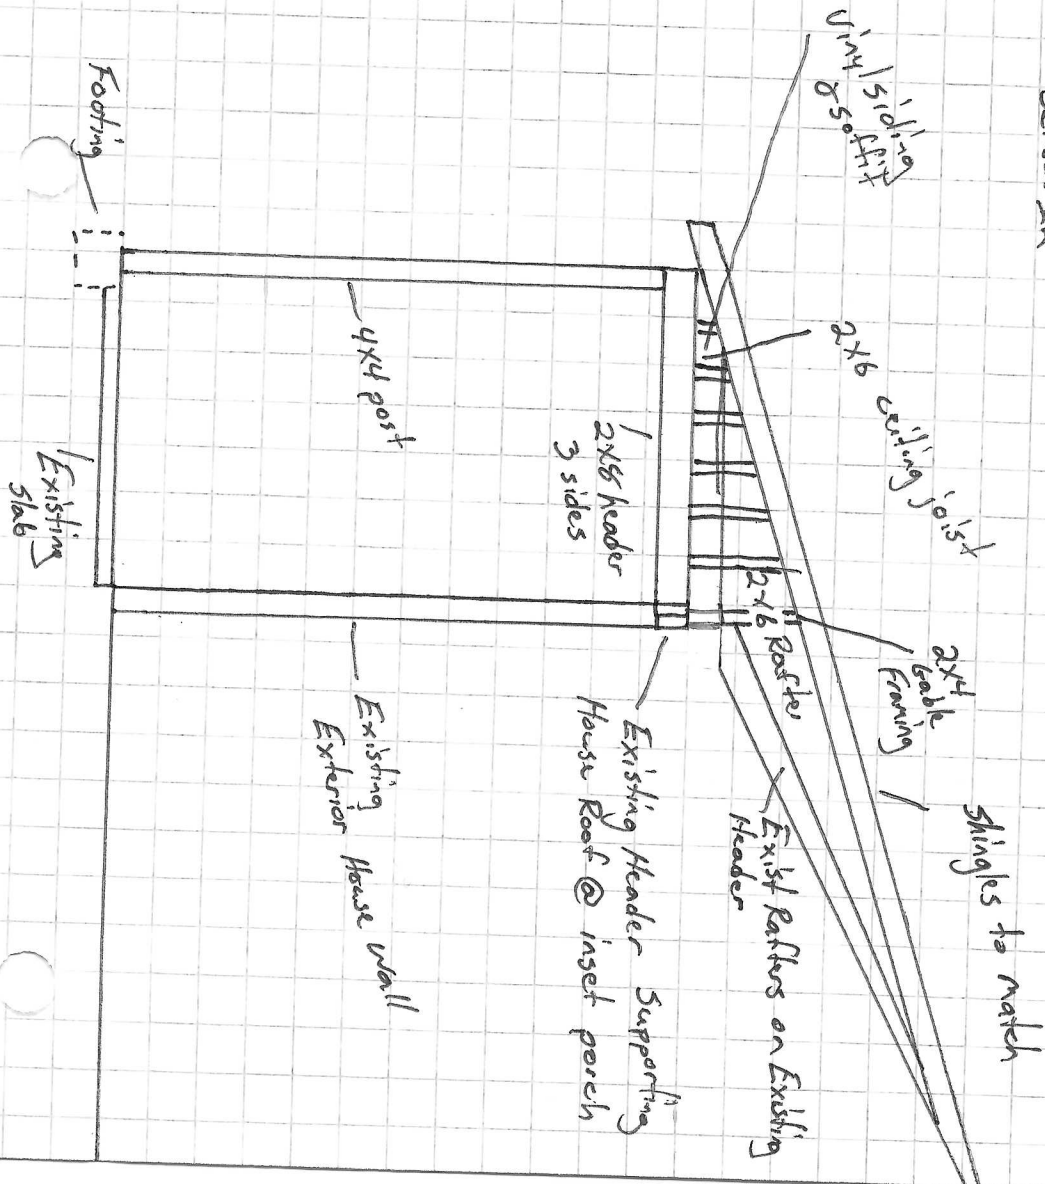 Vinyl siding
& soffit
2x6 ceiling joist
2x4
Gable
Framing
Shingles to match
2x6 Rafter
Exist Rafters on Existing
Header
Existing Header Supporting
House Roof @ inset porch
2x8 header
3 sides
4x4 post
Existing
Exterior House Wall
Footing
Existing
Slab